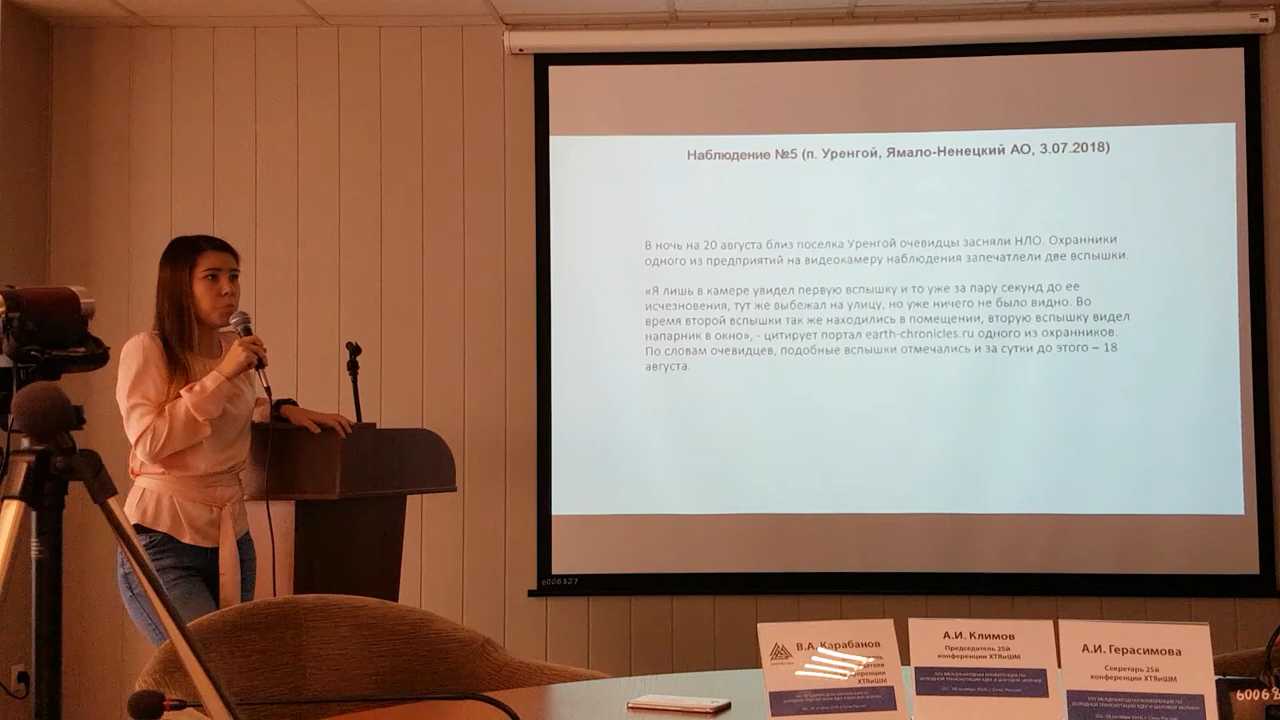 Наблюдение №5 (п. Уренгой, Ямало-Ненецкий АО, 3.07.2018)
В ночь на 20 августа близ поселка Уренгой очевидцы засняли НЛО. Охранники
одного из предприятий на видеокамеру наблюдения запечатлели две вспышки.
«Я лишь в камере увидел первую вспышку и то уже за пару секунд до ее
исчезновения, тут же выбежал на улицу, но уже ничего не было видно. Во
время второй вспышки так же находились в помещении, вторую вспышку видел
напарник в окно», - цитирует портал earth-chronicles.ru одного из охранников.
По словам очевидцев, подобные вспышки отмечались и за сутки до этого – 18
августа.
6006827
В.А. Карабанов
конференции
ХТЯиШМ
А.И. Климов
Председатель 25й
конференции ХТЯиШМ
А.И. Герасимова
Секретарь 25й
конференции ХТЯиШМ